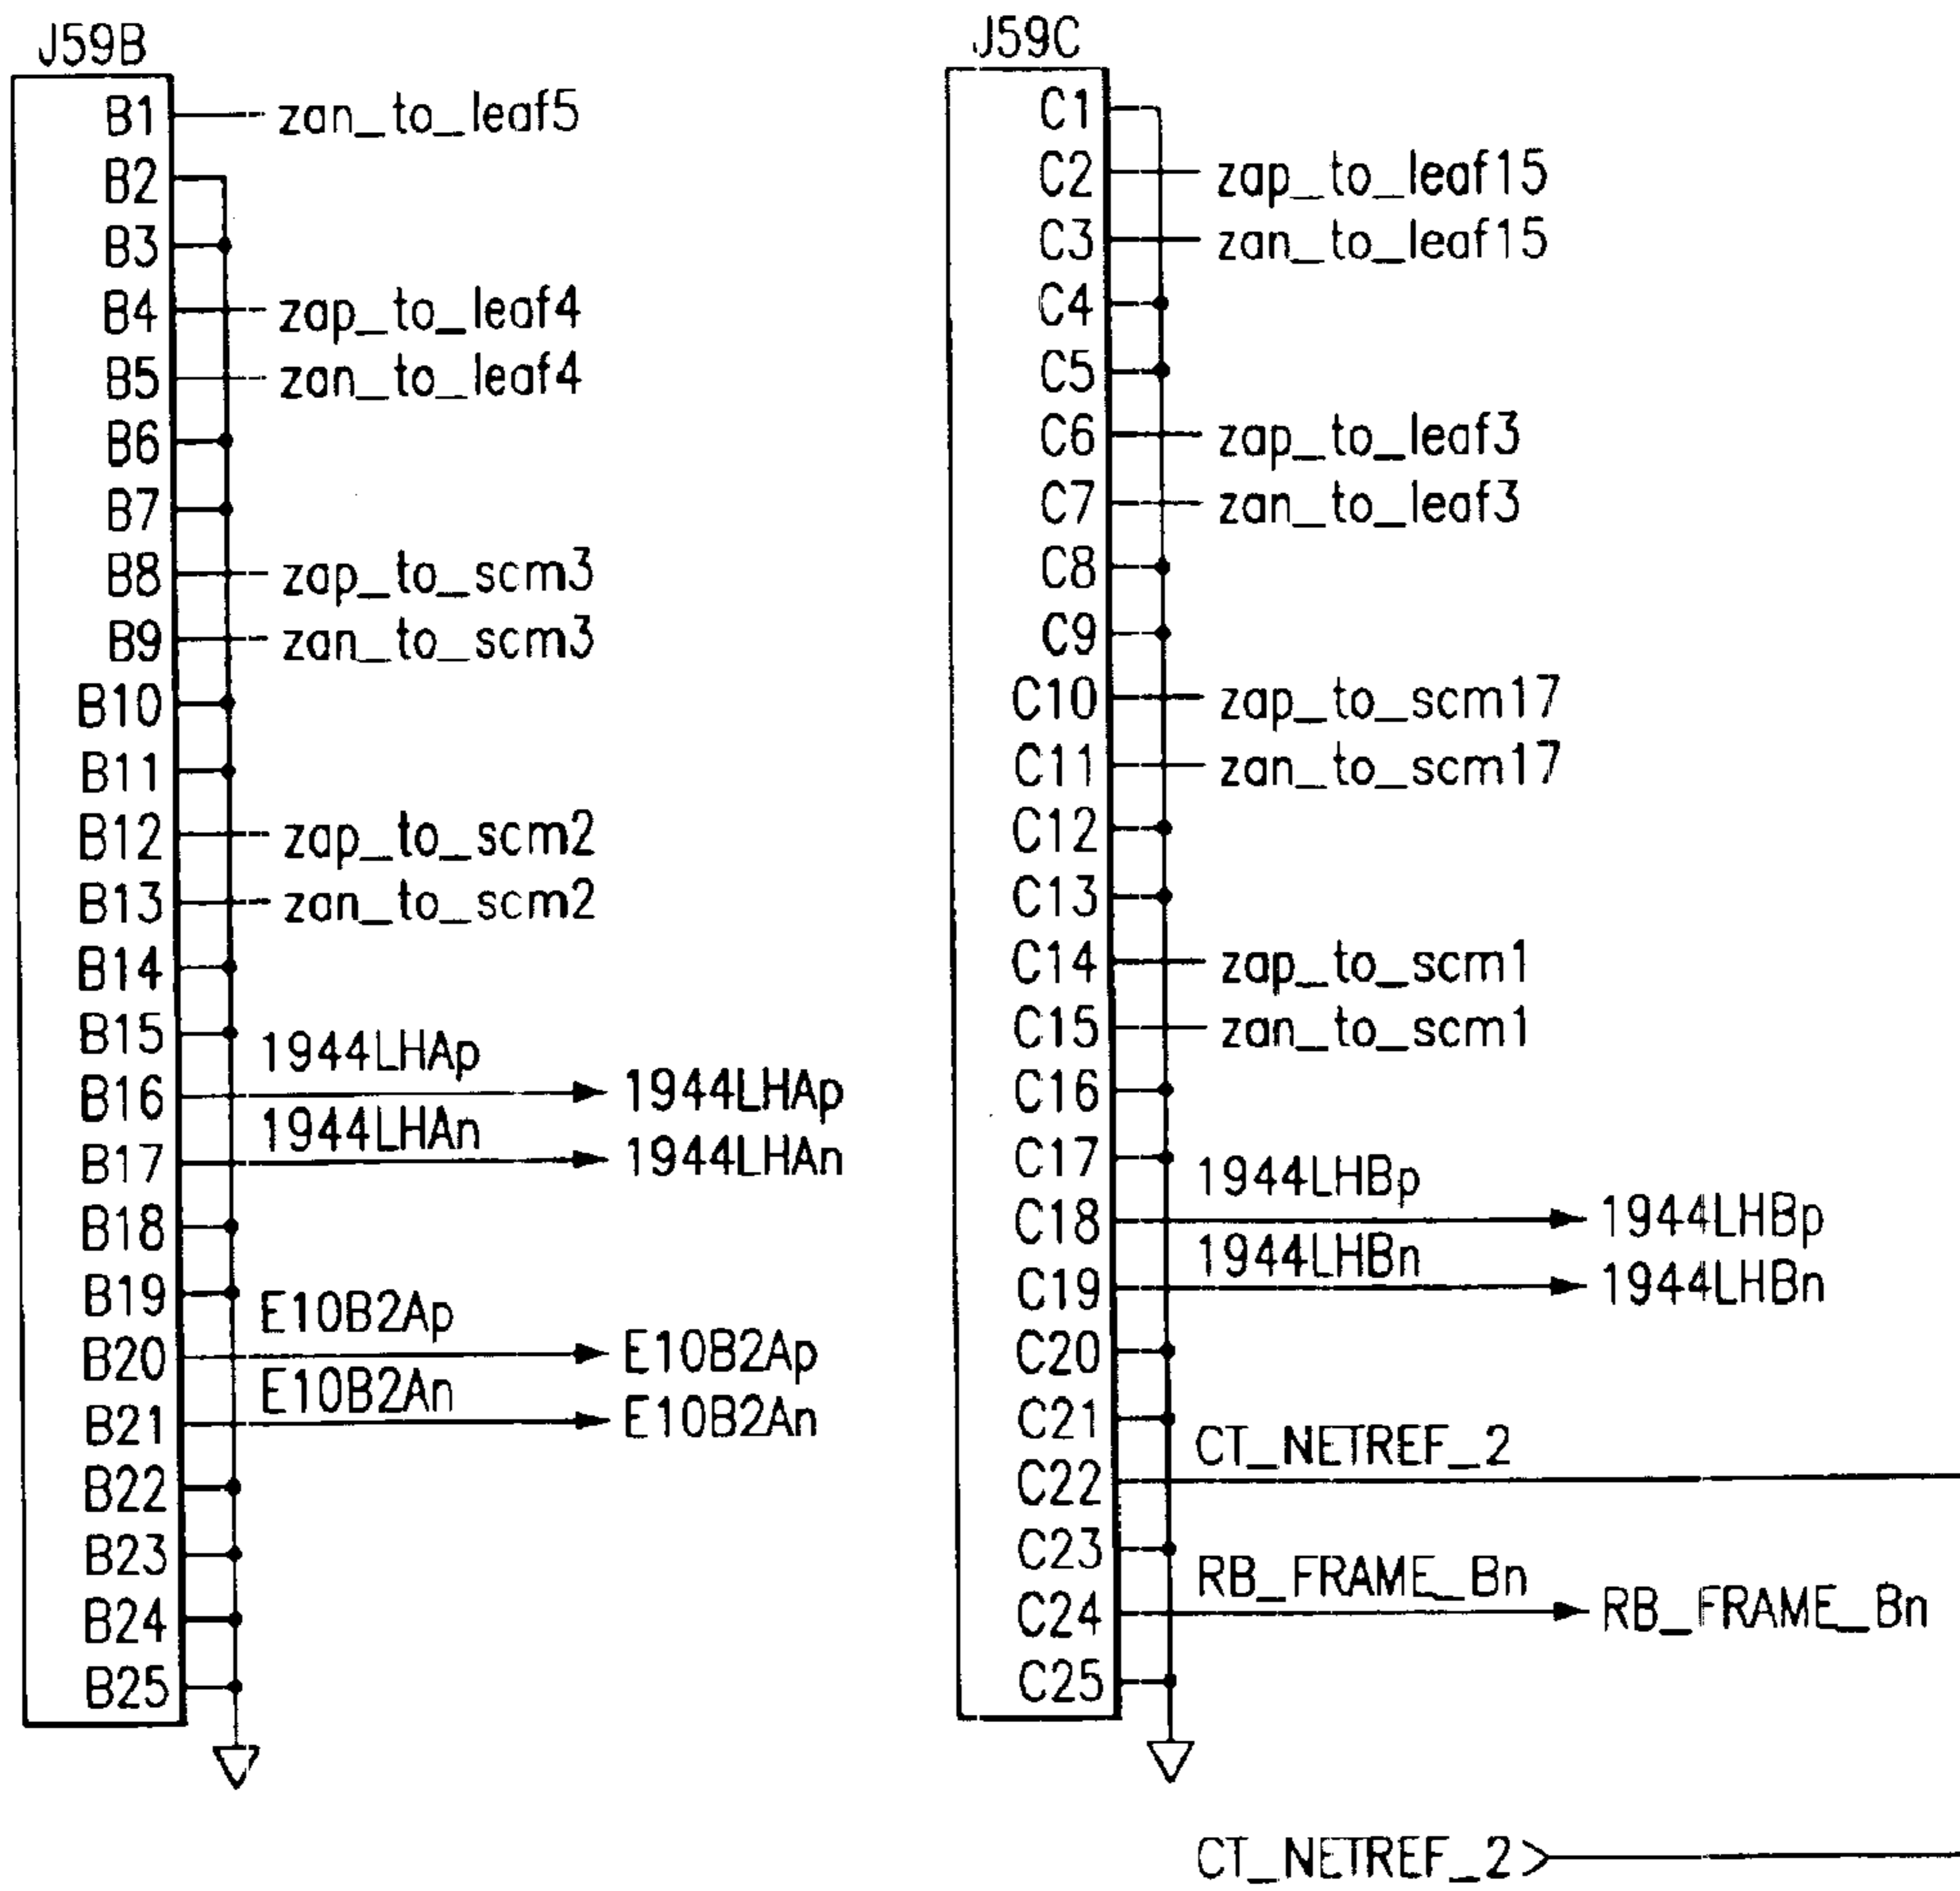 J59B
B1 zan_to_leaf5
B2
B3
B4 zap_to_leaf4
B5 zan_to_leaf4
B6
B7
B8 zap_to_scm3
B9 zan_to_scm3
B10
B11
B12 zap_to_scm2
B13 zan_to_scm2
B14
B15
1944LHAp
B16 1944LHAp
1944LHAn
B17 1944LHAn
B18
B19
E10B2Ap
B20 E10B2Ap
E10B2An
B21 E10B2An
B22
B23
B24
B25
J59C
C1
C2 zap_to_leaf15
C3 zan_to_leaf15
C4
C5
C6 zap_to_leaf3
C7 zan_to_leaf3
C8
C9
C10 zap_to_scm17
C11 zan_to_scm17
C12
C13
C14 zap_to_scm1
C15 zan_to_scm1
C16
C17
1944LHBp
C18 1944LHBp
1944LHBn
C19 1944LHBn
C20
C21
CT_NETREF_2
C22
C23
RB_FRAME_Bn
C24 RB_FRAME_Bn
C25
CT_NETREF_2